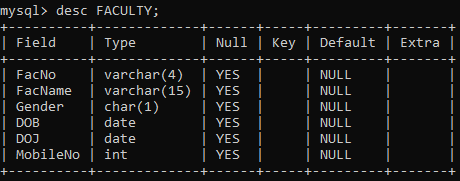 mysql> desc FACULTY;
+----------+-------------+------+-----+---------+-------+
| Field    | Type        | Null | Key | Default | Extra |
+----------+-------------+------+-----+---------+-------+
| FacNo    | varchar(4)  | YES  |     | NULL    |       |
| FacName  | varchar(15) | YES  |     | NULL    |       |
| Gender   | char(1)     | YES  |     | NULL    |       |
| DOB      | date        | YES  |     | NULL    |       |
| DOJ      | date        | YES  |     | NULL    |       |
| MobileNo | int         | YES  |     | NULL    |       |
+----------+-------------+------+-----+---------+-------+